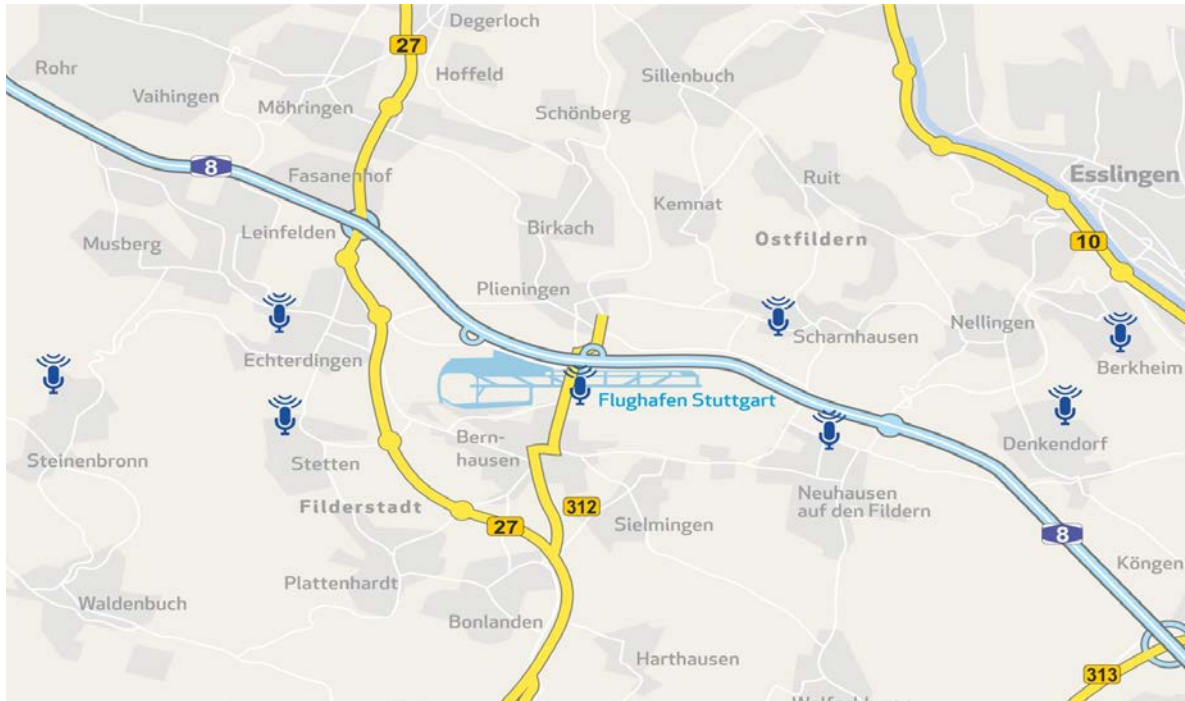 Degerloch
27
Rohr
Hoffeld
Sillenbuch
Vaihingen
Möhringen
Schönberg
8
Fasanenhof
Ruit
Esslingen
Kemnat
Musberg
Leinfelden
Birkach
Ostfildern
10
Plieningen
Nellingen
Scharnhausen
Echterdingen
Berkheim
Flughafen Stuttgart
Steinenbronn
Stetten
Bern-
hausen
Denkendorf
Filderstadt
312
Neuhausen
auf den Fildern
27
Sielmingen
8
Köngen
Plattenhardt
Waldenbuch
Bonlanden
Harthausen
313